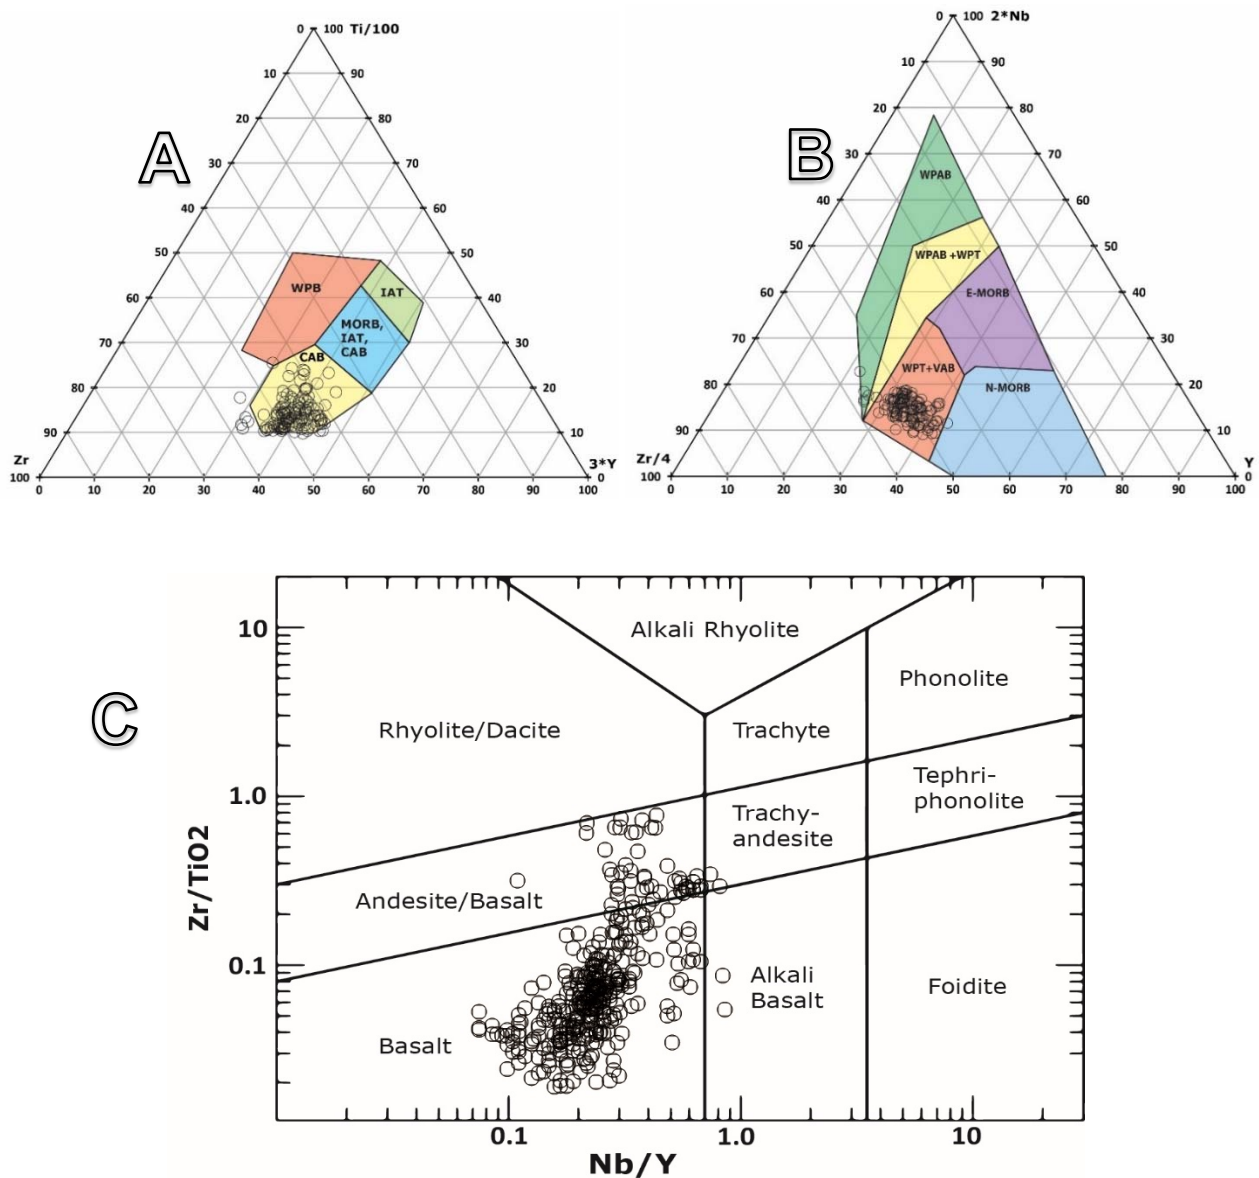 A
0 100 Ti/100
10 90
20 80
30 70
40 60
50 50
60 40
70 30
80 20
90 10
Zr 3*Y
100 0
0 10 20 30 40 50 60 70 80 90 100
WPB
IAT
MORB,
IAT,
CAB
CAB
B
0 100 2*Nb
10 90
20 80
30 70
40 60
50 50
60 40
70 30
80 20
90 10
Zr/4 Y
100 0
0 10 20 30 40 50 60 70 80 90 100
WPAB
WPAB +WPT
E-MORB
WPT+VAB
N-MORB
C
Zr/TiO2
10
1.0
0.1
Alkali Rhyolite
Phonolite
Rhyolite/Dacite
Trachyte
Tephri-
phonolite
Trachy-
andesite
Andesite/Basalt
Alkali
Basalt
Foidite
Basalt
0.1 1.0 10
Nb/Y